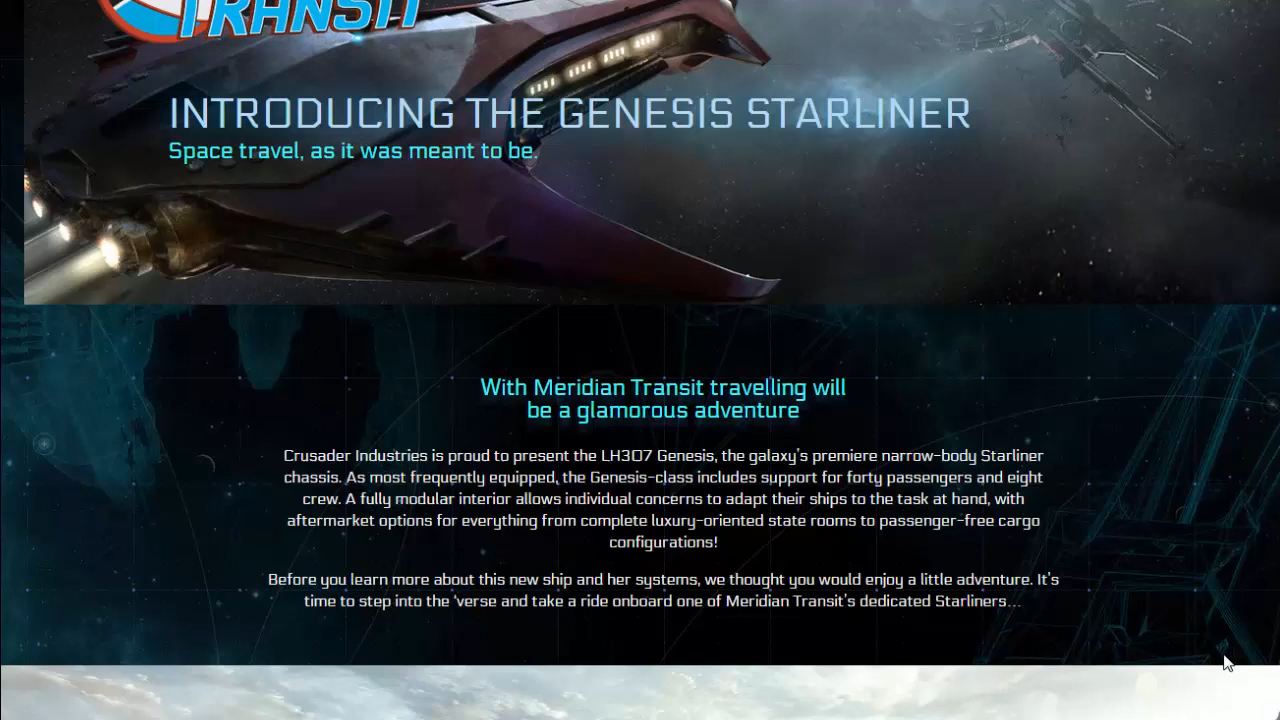 TRANSIT
INTRODUCING THE GENESIS STARLINER
Space travel, as it was meant to be.
With Meridian Transit travelling will
be a glamorous adventure
Crusader Industries is proud to present the LH307 Genesis, the galaxy's premiere narrow-body Starliner
chassis. As most frequently equipped, the Genesis-class includes support for forty passengers and eight
crew. A fully modular interior allows individual concerns to adapt their ships to the task at hand, with
aftermarket options for everything from complete luxury-oriented state rooms to passenger-free cargo
configurations!
Before you learn more about this new ship and her systems, we thought you would enjoy a little adventure. It's
time to step into the 'verse and take a ride onboard one of Meridian Transit's dedicated Starliners...